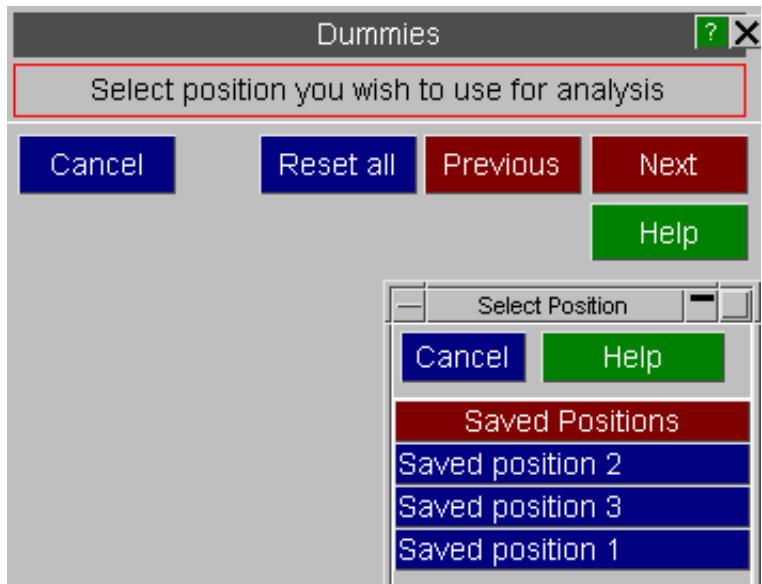 Dummies ?
Select position you wish to use for analysis
Cancel Reset all Previous Next
Help
Select Position
Cancel Help
Saved Positions
Saved position 2
Saved position 3
Saved position 1